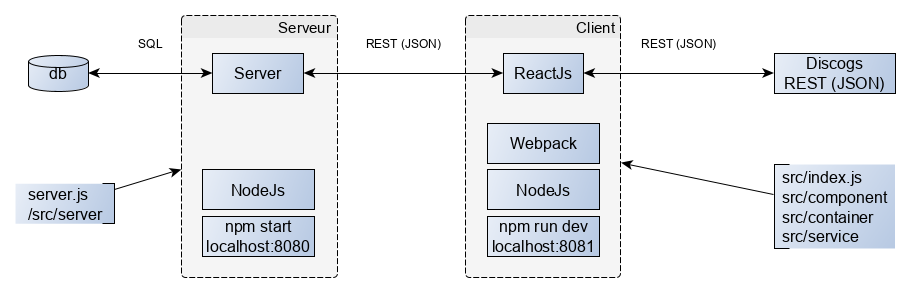 Serveur
Client
SQL
REST (JSON)
REST (JSON)
db
Server
ReactJs
Discogs
REST (JSON)
Webpack
server.js
/src/server
NodeJs
NodeJs
src/index.js
src/component
src/container
src/service
npm start
localhost:8080
npm run dev
localhost:8081